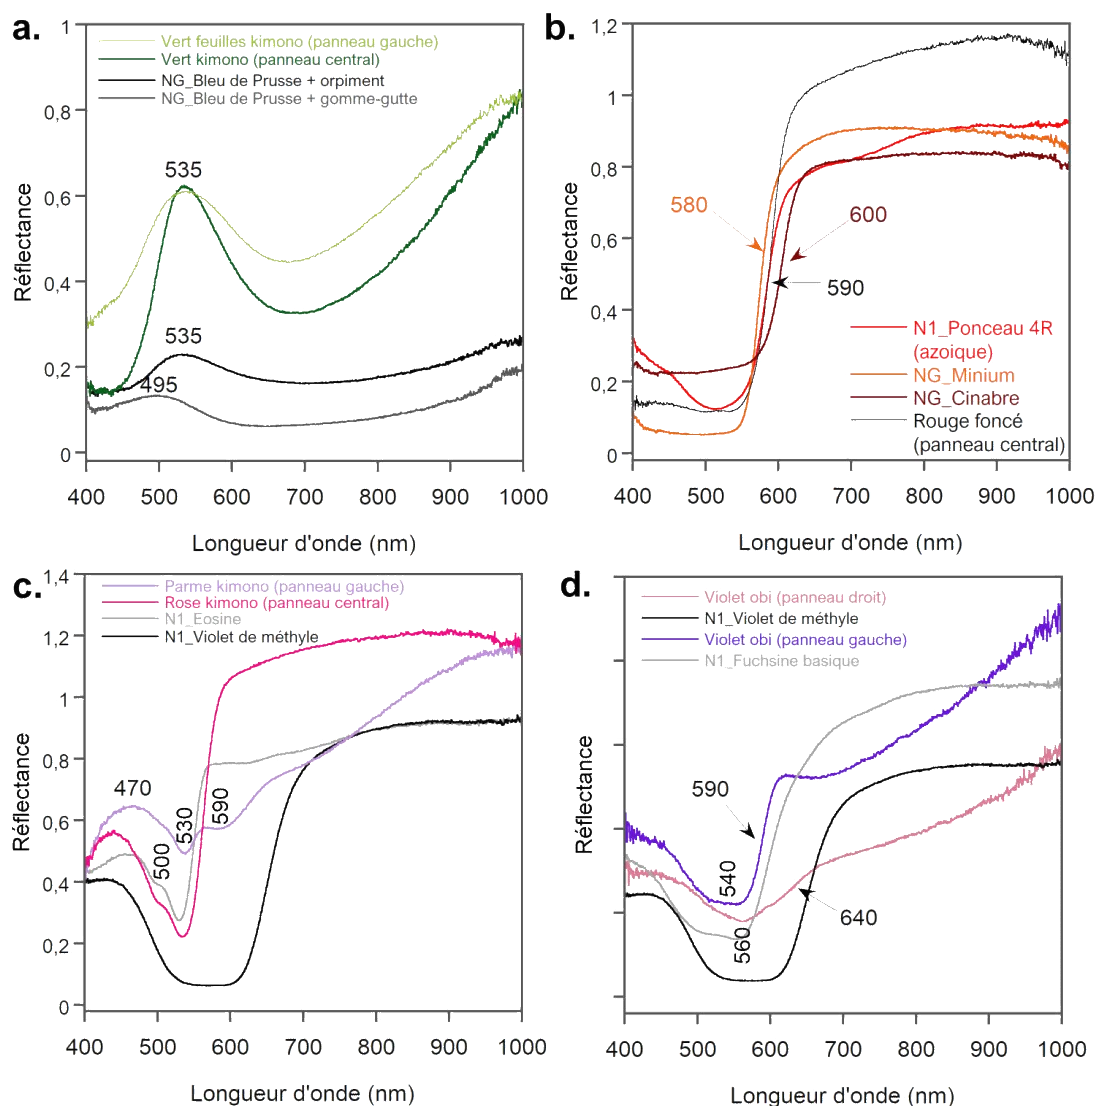 a.
1
0,8
0,6
0,4
0,2
0
Réflectance
Vert feuilles kimono (panneau gauche)
Vert kimono (panneau central)
NG_Bleu de Prusse + orpiment
NG_Bleu de Prusse + gomme-gutte
535
535
495
400 500 600 700 800 900 1000
Longueur d'onde (nm)
b.
1,2
1
0,8
0,6
0,4
0,2
0
Réflectance
580
600
590
N1_Ponceau 4R
(azoique)
NG_Minium
NG_Cinabre
Rouge foncé
(panneau central)
400 500 600 700 800 900 1000
Longueur d'onde (nm)
c.
1,4
1,2
1
0,8
0,6
0,4
0,2
0
Réflectance
Parme kimono (panneau gauche)
Rose kimono (panneau central)
N1_Eosine
N1_Violet de méthyle
470
500
530
590
400 500 600 700 800 900 1000
Longueur d'onde (nm)
d.
Réflectance
Violet obi (panneau droit)
N1_Violet de méthyle
Violet obi (panneau gauche)
N1_Fuchsine basique
590
540
560
640
400 500 600 700 800 900 1000
Longueur d'onde (nm)